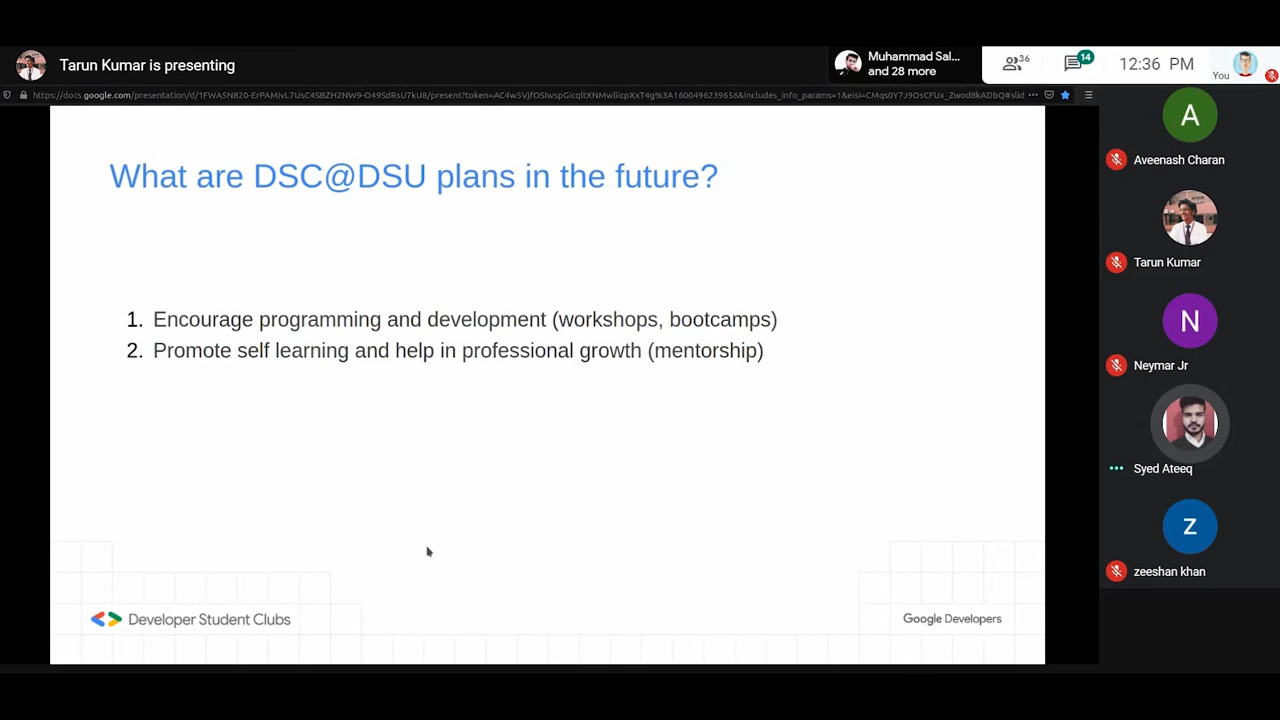 Tarun Kumar is presenting
Muhammad Sal...
and 28 more
36
14
12:36 PM
You
What are DSC@DSU plans in the future?
1. Encourage programming and development (workshops, bootcamps)
2. Promote self learning and help in professional growth (mentorship)
Developer Student Clubs
Google Developers
A
Aveenash Charan
Tarun Kumar
N
Neymar Jr
Syed Ateeq
z
zeeshan khan